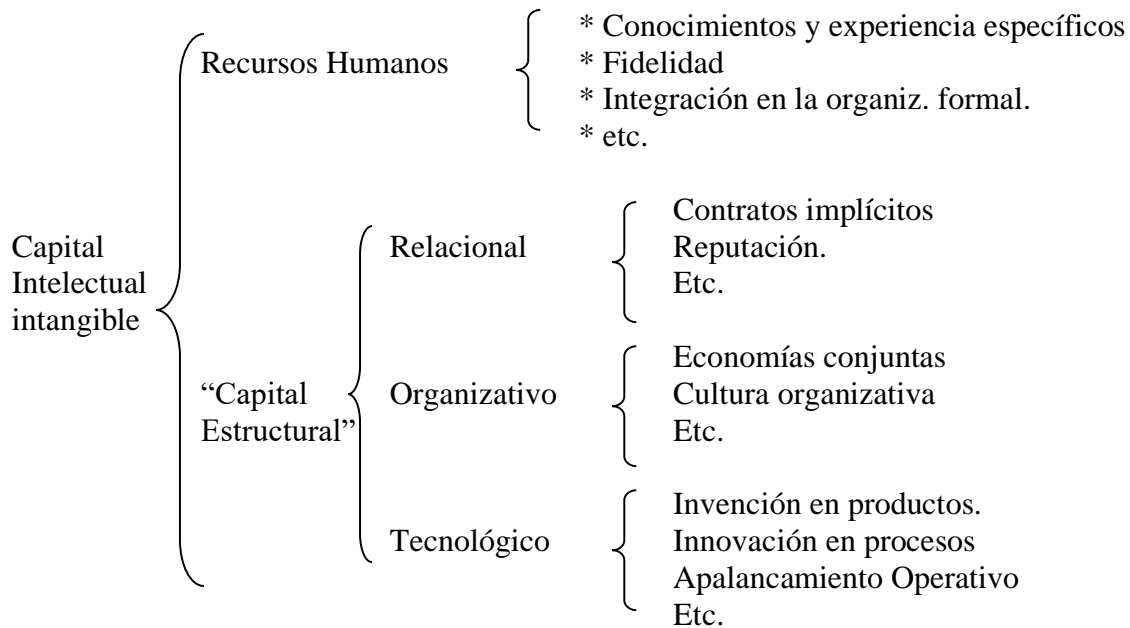 * Conocimientos y experiencia específicos
Recursos Humanos
* Fidelidad
* Integración en la organiz. formal.
* etc.
Capital
Intelectual
intangible
“Capital
Estructural”
Relacional
Contratos implícitos
Reputación.
Etc.
Organizativo
Economías conjuntas
Cultura organizativa
Etc.
Tecnológico
Invención en productos.
Innovación en procesos
Apalancamiento Operativo
Etc.